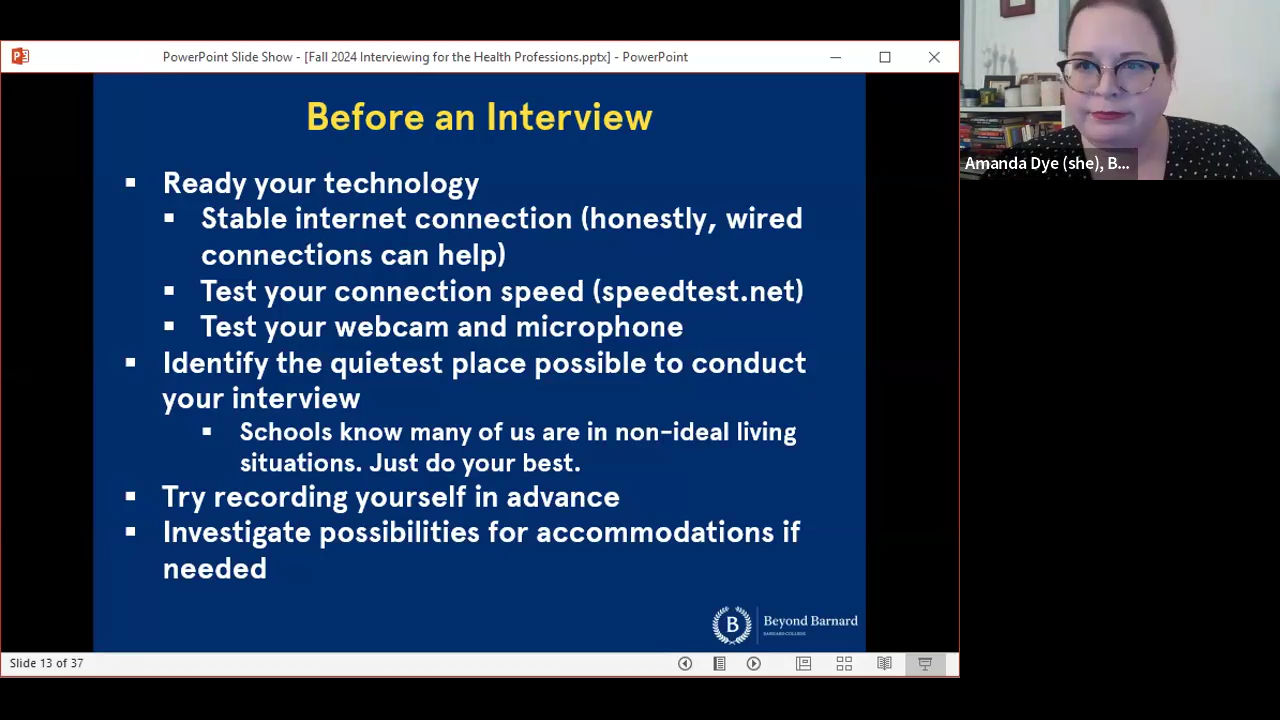 PowerPoint Slide Show - [Fall 2024 Interviewing for the Health Professions.pptx] - PowerPoint
Before an Interview
Ready your technology
Stable internet connection (honestly, wired
connections can help)
Test your connection speed (speedtest.net)
Test your webcam and microphone
Identify the quietest place possible to conduct
your interview
Schools know many of us are in non-ideal living
situations. Just do your best.
Try recording yourself in advance
Investigate possibilities for accommodations if
needed
B
Beyond Barnard
BARNARD COLLEGE
Slide 13 of 37
Amanda Dye (she), B...